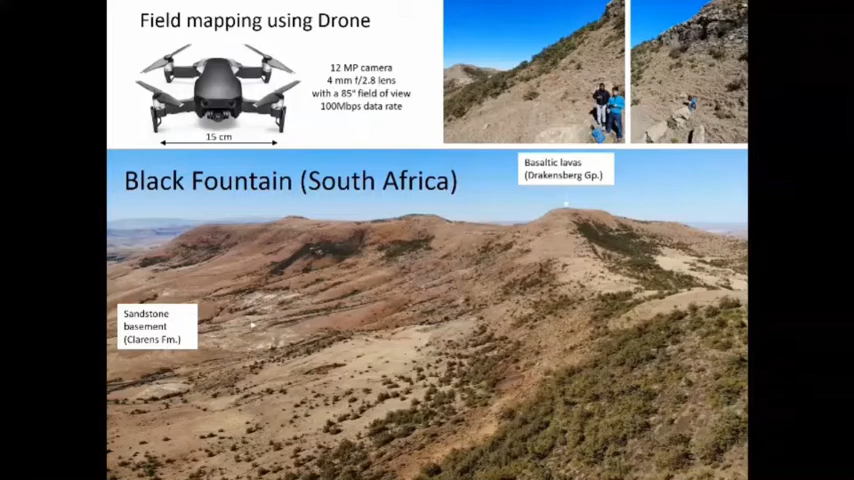 Field mapping using Drone
12 MP camera
4 mm f/2.8 lens
with a 85° field of view
100Mbps data rate
15 cm
Black Fountain (South Africa)
Basaltic lavas
(Drakensberg Gp.)
Sandstone
basement
(Clarens Fm.)